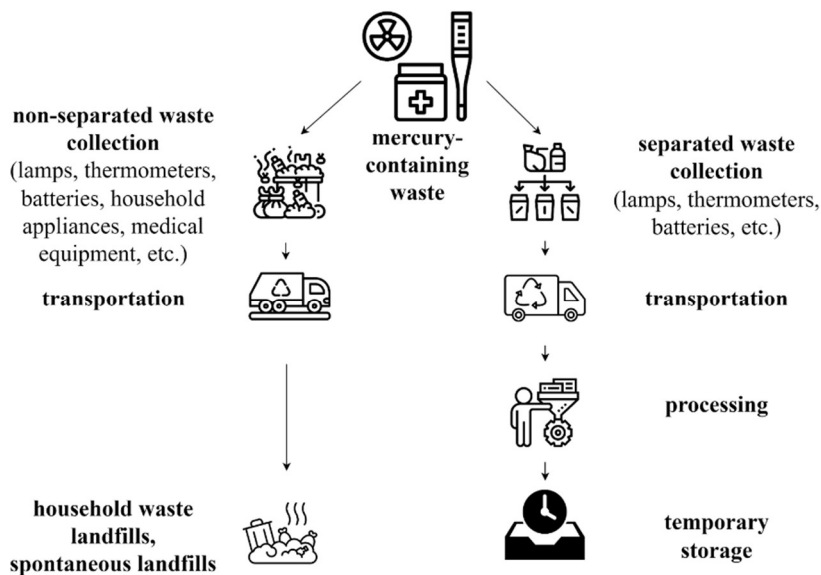 mercury-
containing
waste
non-separated waste
collection
(lamps, thermometers,
batteries, household
appliances, medical
equipment, etc.)
transportation
household waste
landfills,
spontaneous landfills
separated waste
collection
(lamps, thermometers,
batteries, etc.)
transportation
processing
temporary
storage